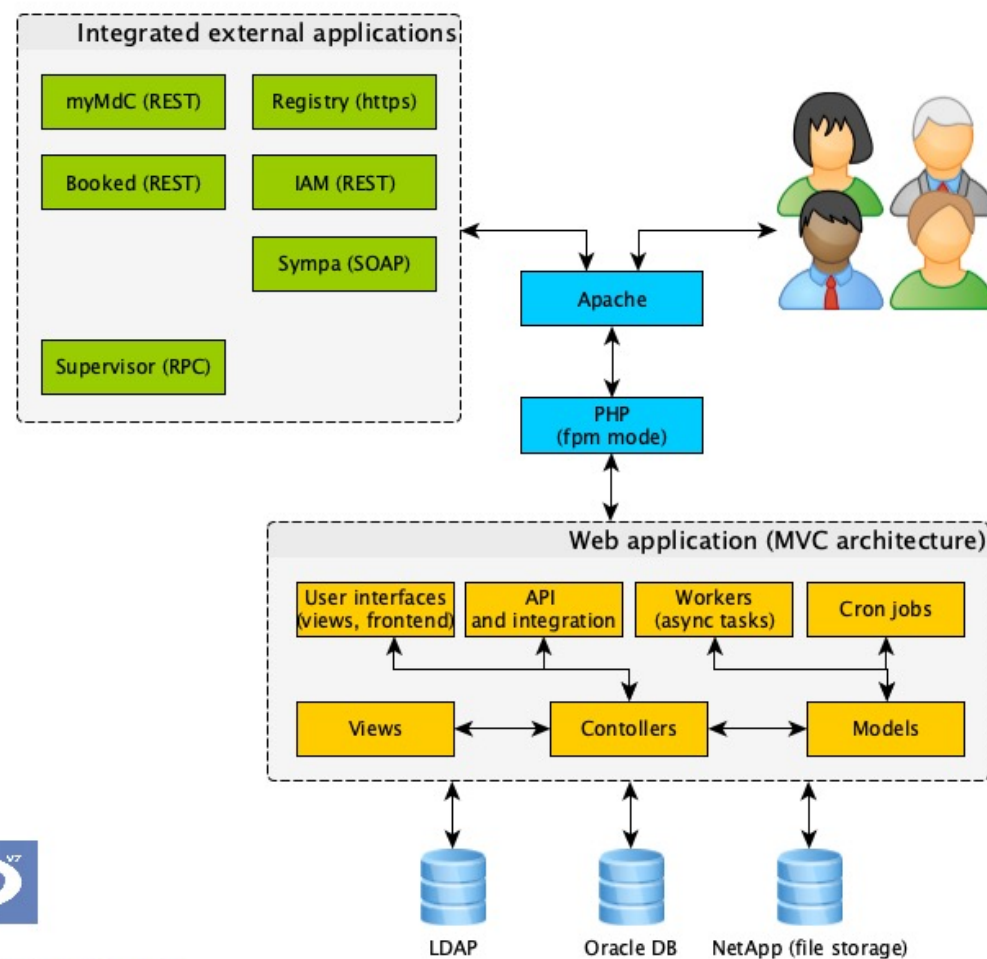 Integrated external applications
myMdC (REST)
Registry (https)
Booked (REST)
IAM (REST)
Sympa (SOAP)
Supervisor (RPC)
Apache
PHP
(fpm mode)
Web application (MVC architecture)
User interfaces
(views, frontend)
API
and integration
Workers
(async tasks)
Cron jobs
Views
Contollers
Models
V7
LDAP
Oracle DB
NetApp (file storage)